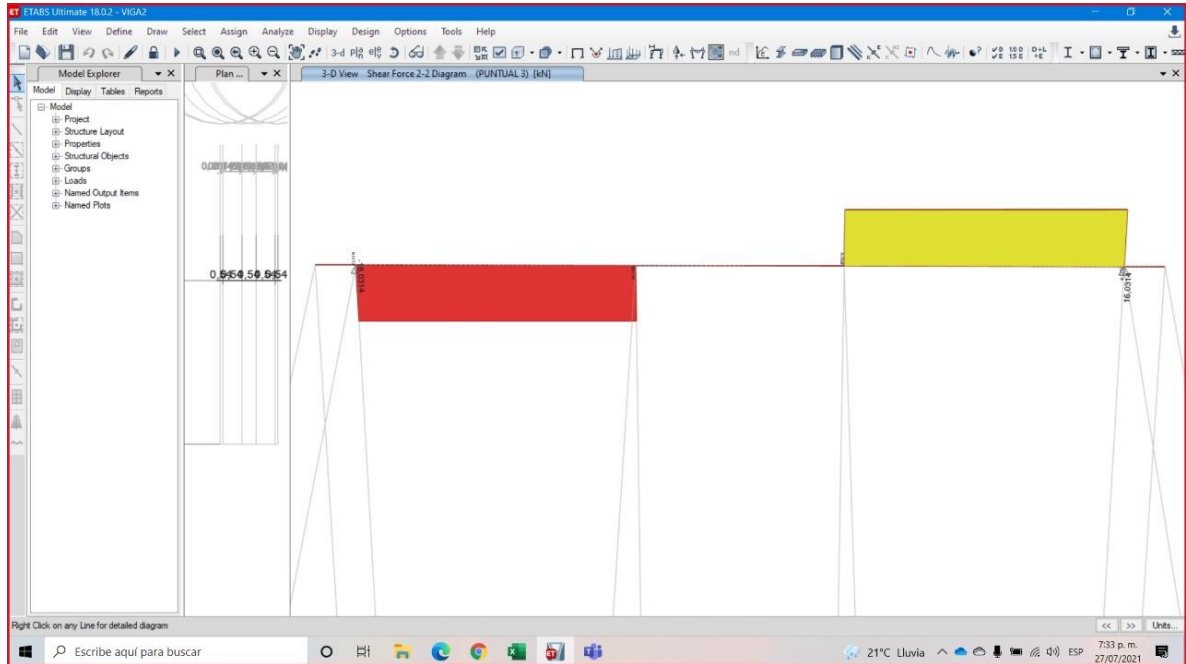 ETABS Ultimate 18.0.2 - VIGA2
File Edit View Define Draw Select Assign Analyze Display Design Options Tools Help
3-d
nd
Model Explorer
Plan ...
3-D View Shear Force 2-2 Diagram (PUNTUAL 3) [kN]
Model Display Tables Reports
Model
Project
Structure Layout
Properties
Structural Objects
Groups
Loads
Named Output Items
Named Plots
16,0314
Right Click on any Line for detailed diagram
<< >> Units...
Escribe aquí para buscar
21°C Lluvia
ESP
7:33 p. m.
27/07/2021